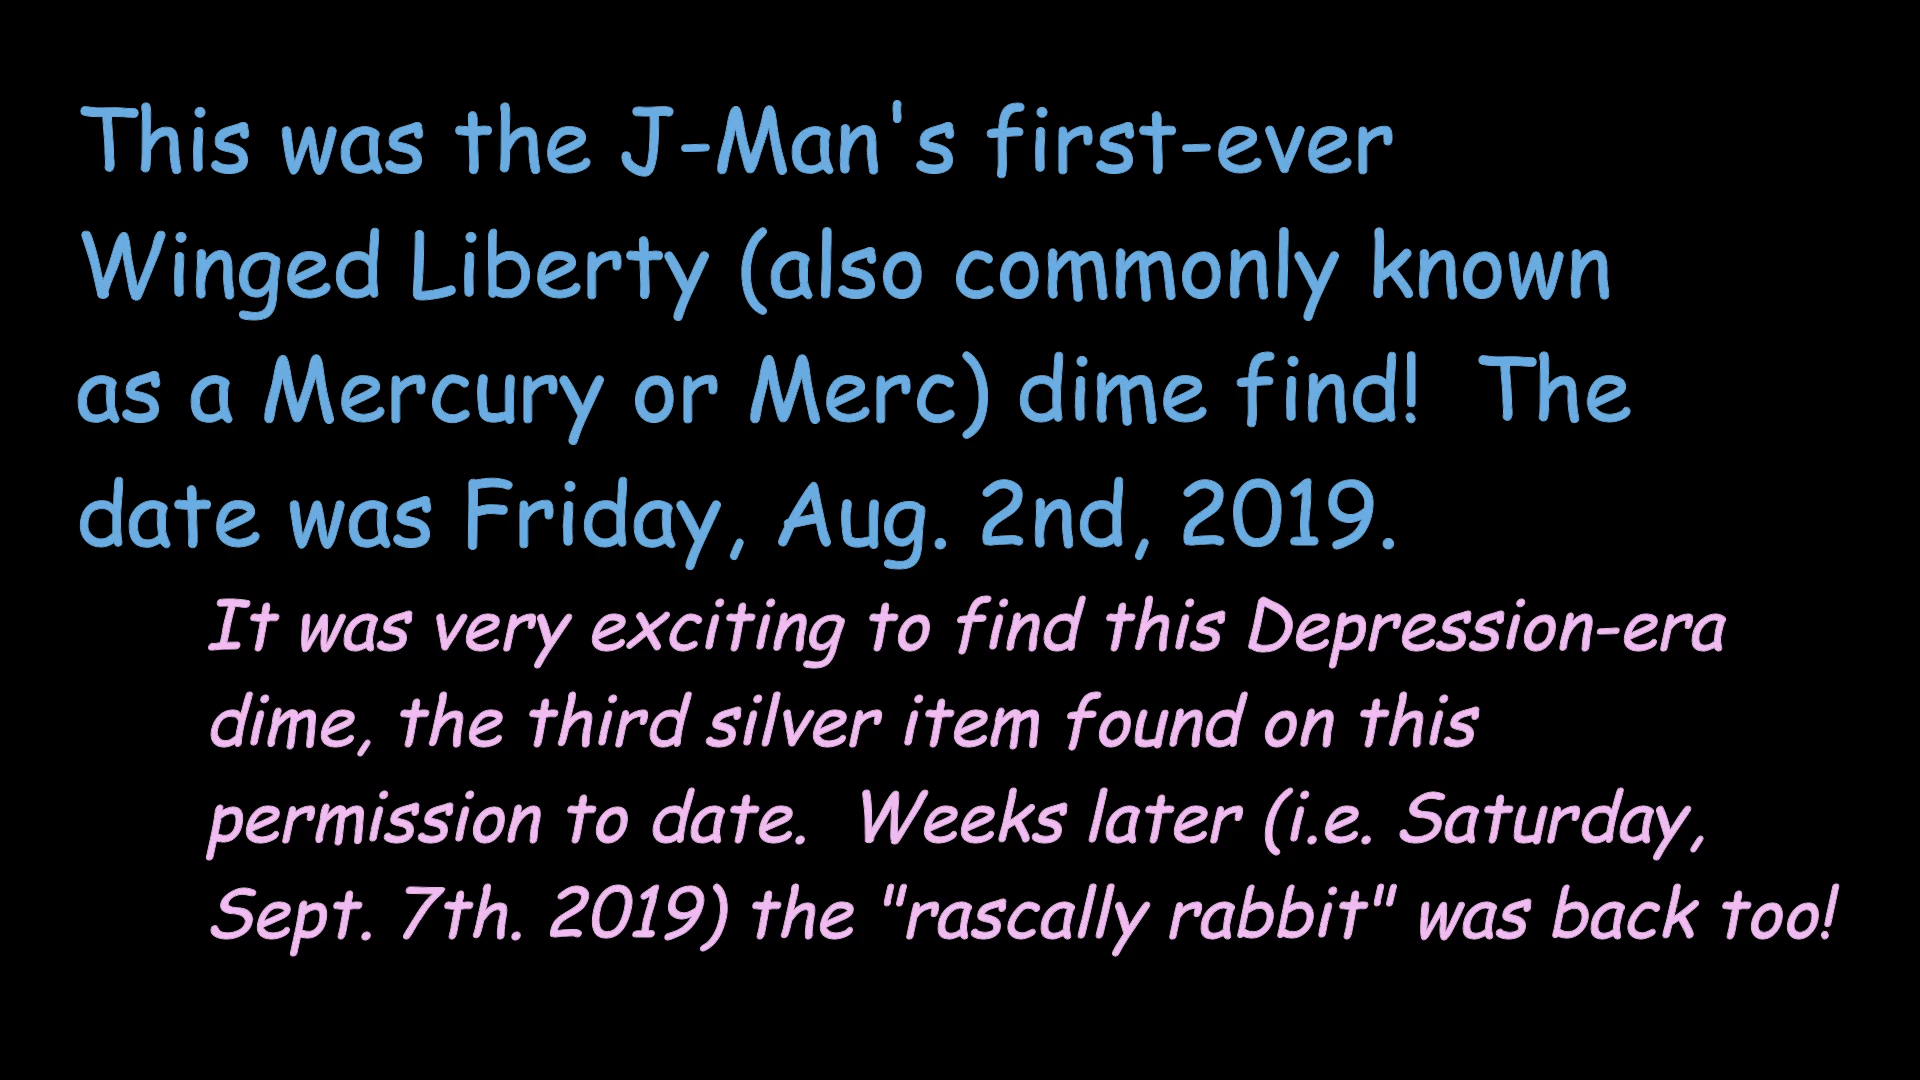 This was the J-Man's first-ever
Winged Liberty (also commonly known
as a Mercury or Merc) dime find!  The
date was Friday, Aug. 2nd, 2019.
It was very exciting to find this Depression-era
dime, the third silver item found on this
permission to date.  Weeks later (i.e. Saturday,
Sept. 7th. 2019) the "rascally rabbit" was back too!